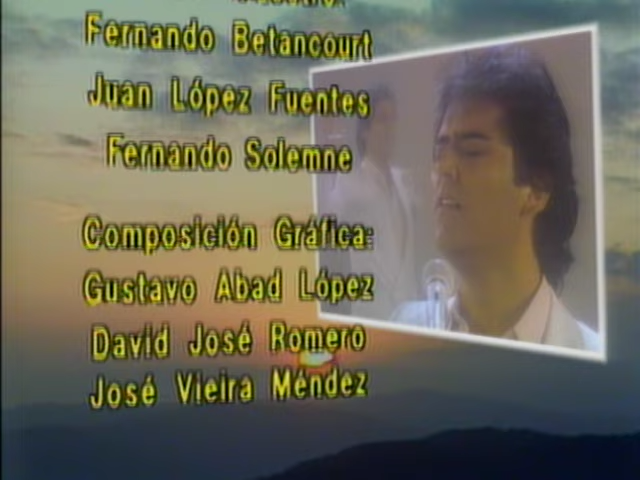 Fernando Betancourt
Juan López Fuentes
Fernando Solemne
Composición Gráfica:
Gustavo Abad López
David José Romero
José Vieira Méndez